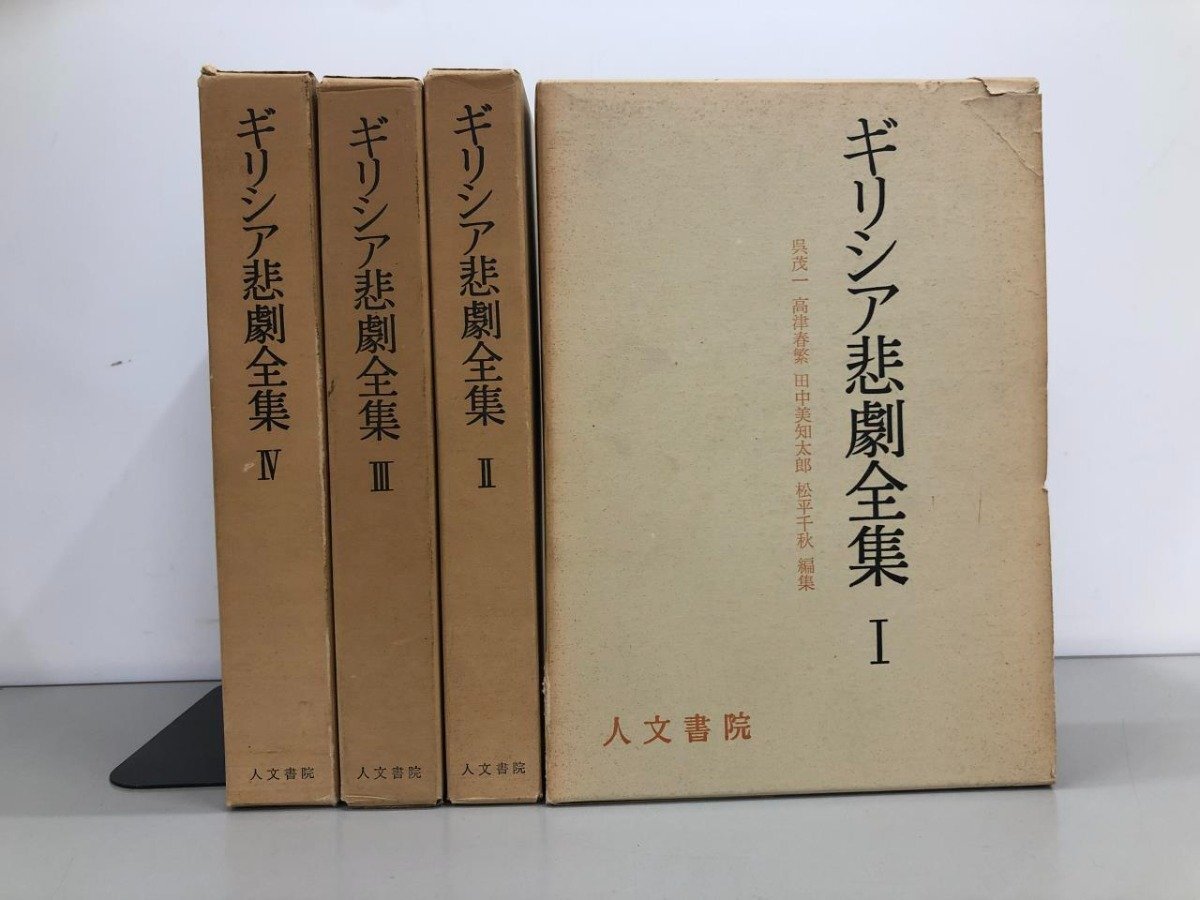 ギリシア悲劇全集 Ⅰ
呉茂一 高津春繁 田中美知太郎 松平千秋 編集
人文書院
ギリシア悲劇全集 Ⅱ
人文書院
ギリシア悲劇全集 Ⅲ
人文書院
ギリシア悲劇全集 Ⅳ
人文書院